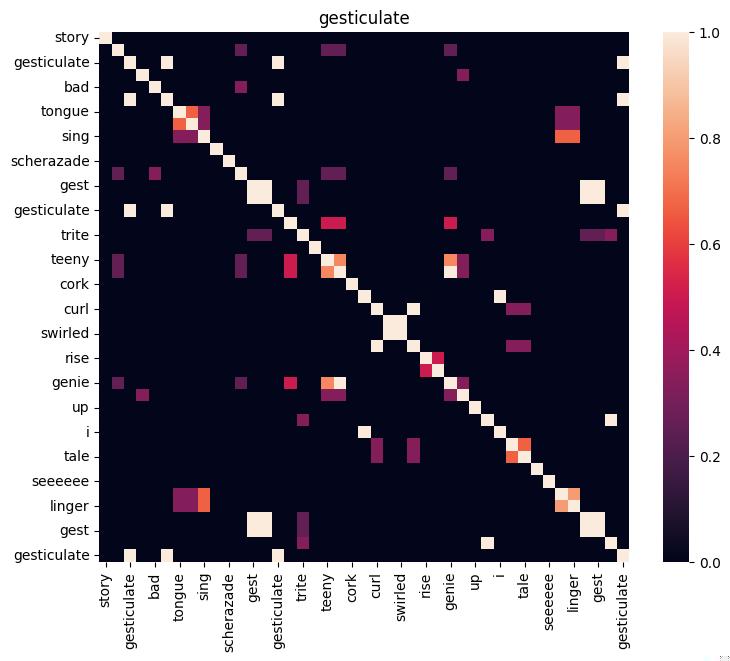 gesticulate
story
gesticulate
bad
tongue
sing
scherazade
gest
gesticulate
trite
teeny
cork
curl
swirled
rise
genie
up
i
tale
seeeeee
linger
gest
gesticulate
story
gesticulate
bad
tongue
sing
scherazade
gest
gesticulate
trite
teeny
cork
curl
swirled
rise
genie
up
i
tale
seeeeee
linger
gest
gesticulate
1.0
0.8
0.6
0.4
0.2
0.0